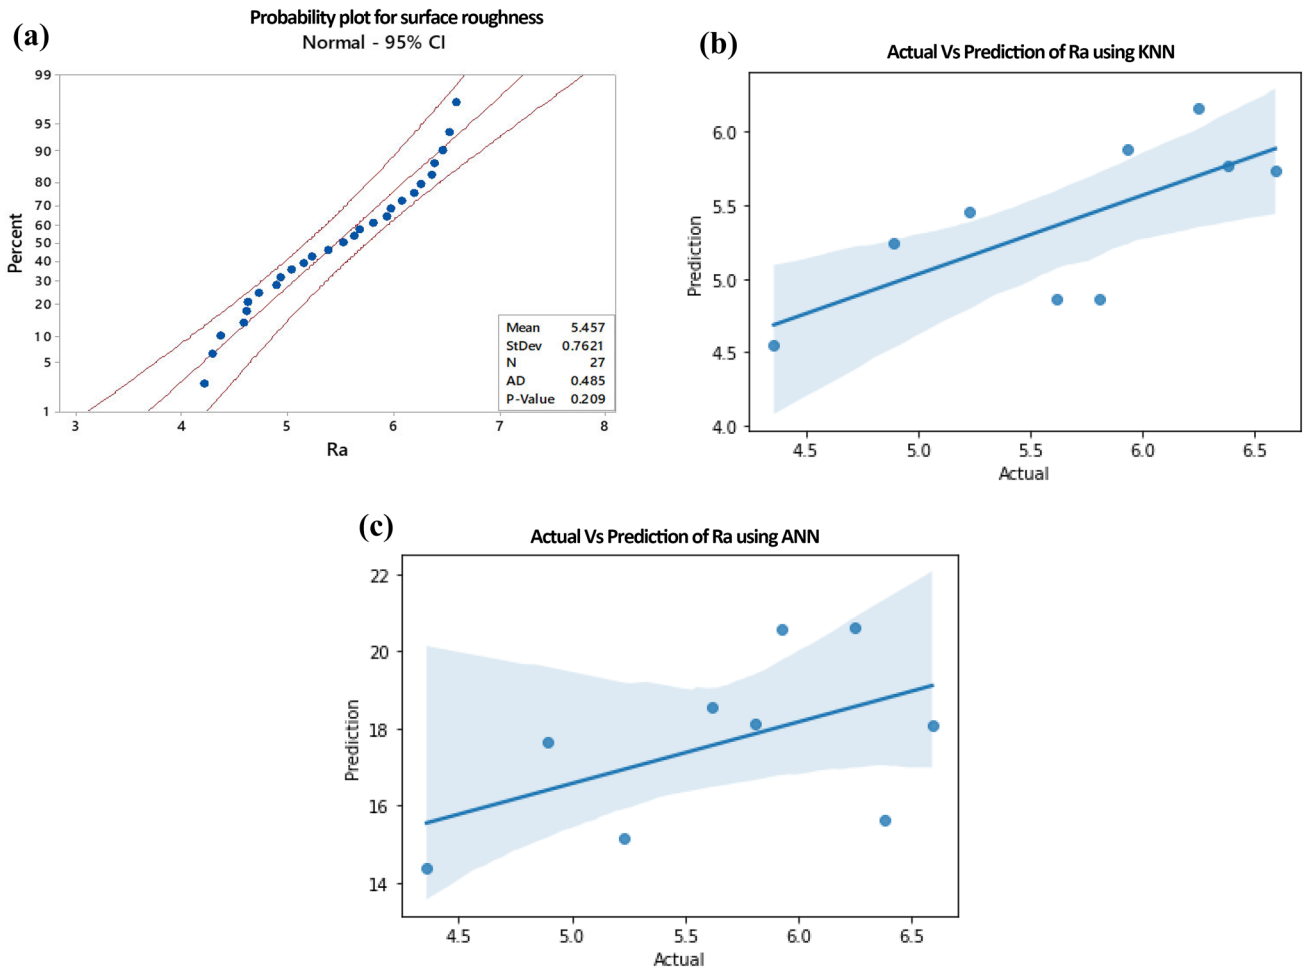 (a)
Probability plot for surface roughness
Normal - 95% CI
99
95
90
80
70
60
50
40
30
20
10
5
1
Percent
Mean 5.457
StDev 0.7621
N 27
AD 0.485
P-Value 0.209
3 4 5 6 7 8
Ra
(b)
Actual Vs Prediction of Ra using KNN
6.0
5.5
5.0
4.5
4.0
Prediction
4.5 5.0 5.5 6.0 6.5
Actual
(c)
Actual Vs Prediction of Ra using ANN
22
20
18
16
14
Prediction
4.5 5.0 5.5 6.0 6.5
Actual